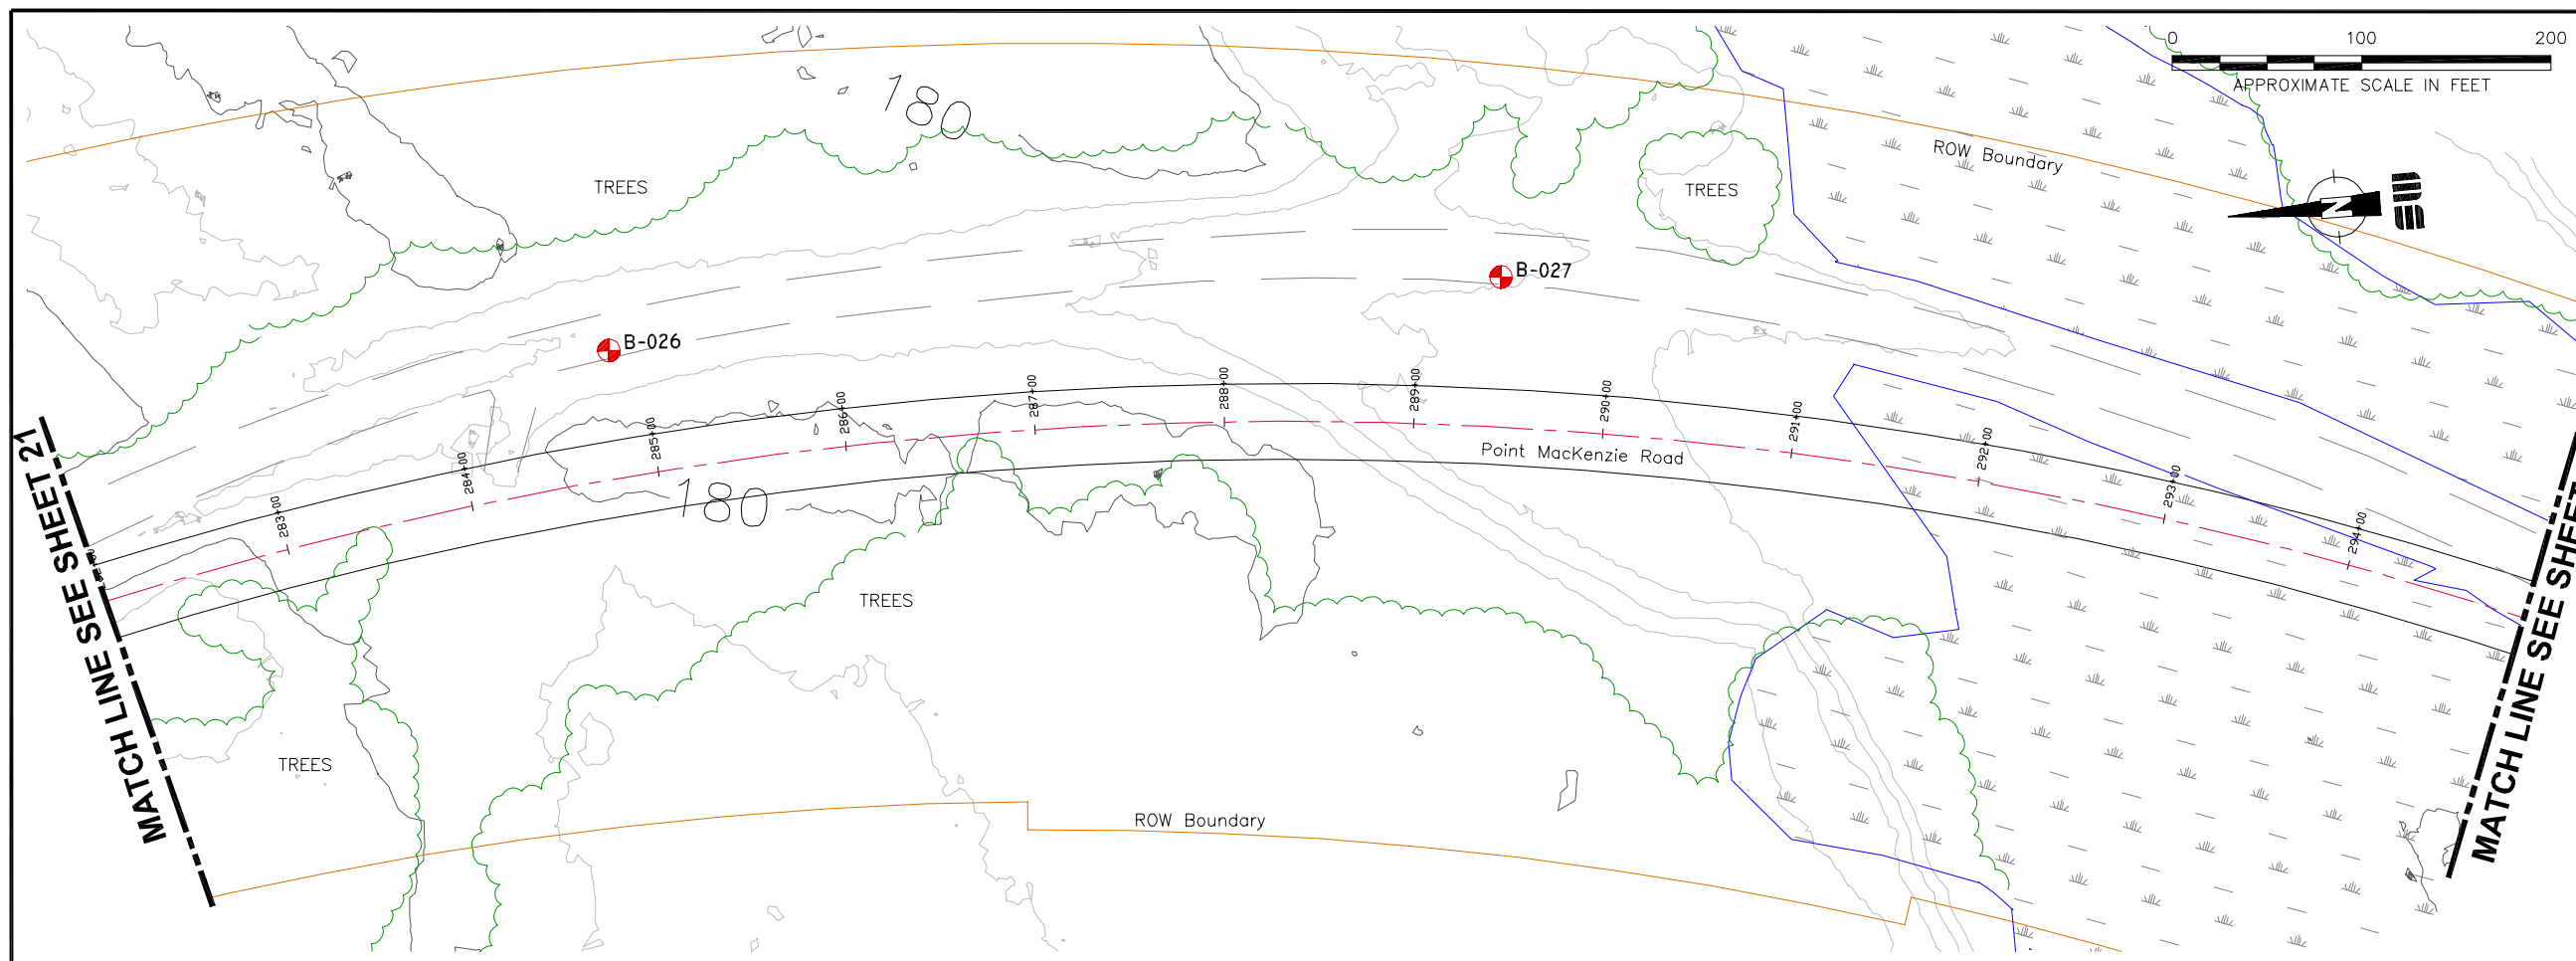 0 100 200
APPROXIMATE SCALE IN FEET
180
TREES
TREES
ROW Boundary
N
B-027
B-026
283+00
284+00
285+00
286+00
287+00
288+00
289+00
290+00
291+00
292+00
293+00
294+00
Point MacKenzie Road
180
MATCH LINE SEE SHEET 21
MATCH LINE SEE SHEET
TREES
TREES
ROW Boundary